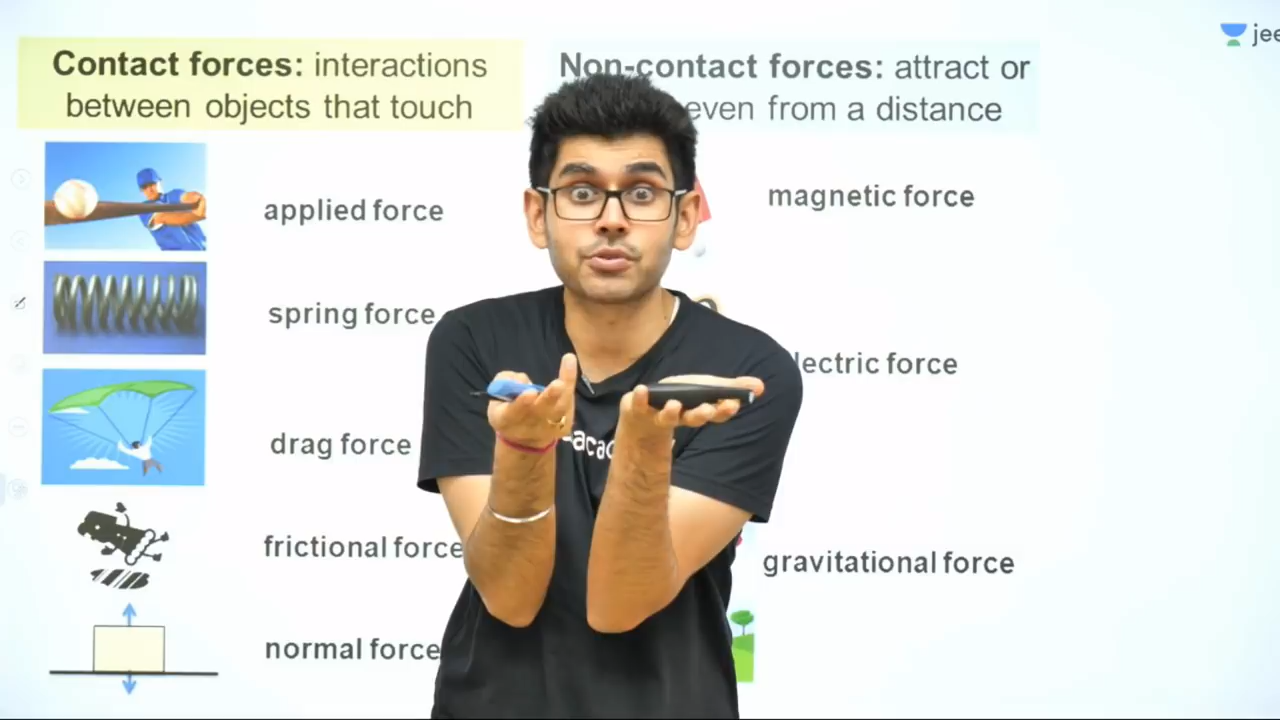 Contact forces: interactions
between objects that touch
Non-contact forces: attract or
even from a distance
applied force
spring force
drag force
frictional force
normal force
magnetic force
lectric force
gravitational force
jee